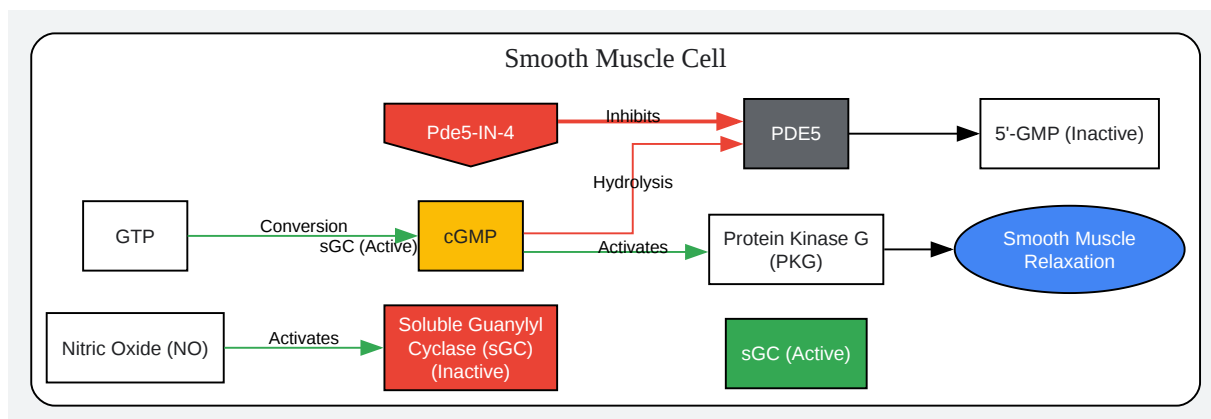 Smooth Muscle Cell
Pde5-IN-4
Inhibits
PDE5
5'-GMP (Inactive)
Hydrolysis
GTP
Conversion
sGC (Active)
cGMP
Activates
Protein Kinase G
(PKG)
Smooth Muscle
Relaxation
Nitric Oxide (NO)
Activates
Soluble Guanylyl
Cyclase (sGC)
(Inactive)
sGC (Active)